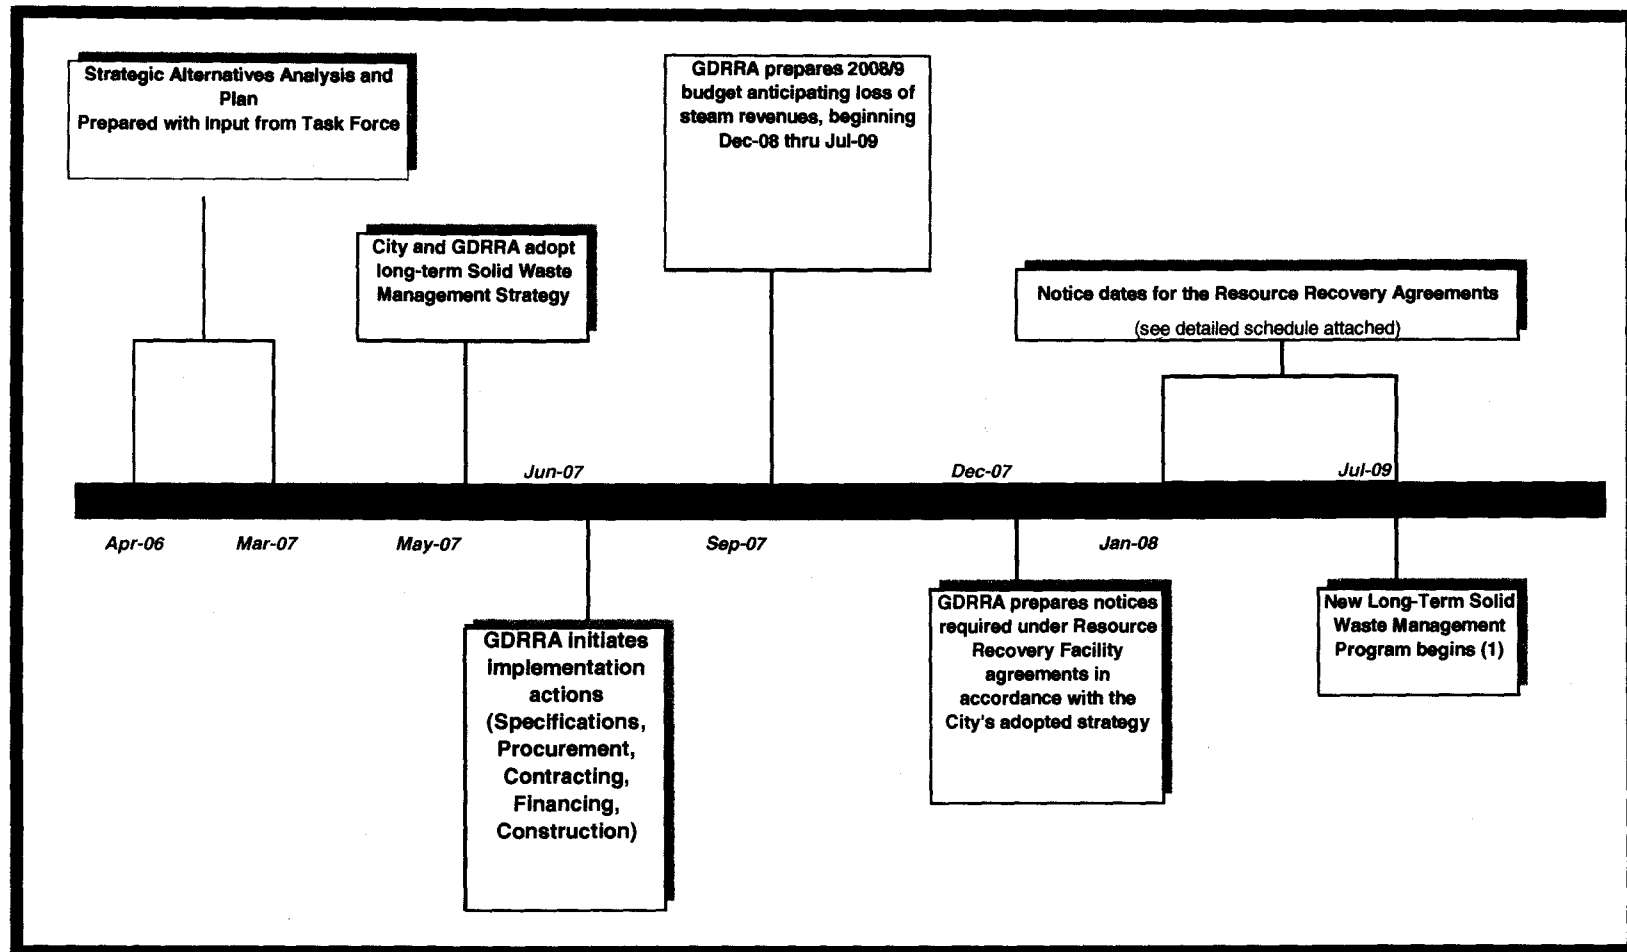 Strategic Alternatives Analysis and
Plan
Prepared with Input from Task Force
GDRRA prepares 2008/9
budget anticipating loss of
steam revenues, beginning
Dec-08 thru Jul-09
City and GDRRA adopt
long-term Solid Waste
Management Strategy
Notice dates for the Resource Recovery Agreements
(see detailed schedule attached)
Jun-07
Dec-07
Jul-09
Apr-06
Mar-07
May-07
Sep-07
Jan-08
GDRRA initiates
implementation
actions
(Specifications,
Procurement,
Contracting,
Financing,
Construction)
GDRRA prepares notices
required under Resource
Recovery Facility
agreements in
accordance with the
City's adopted strategy
New Long-Term Solid
Waste Management
Program begins (1)